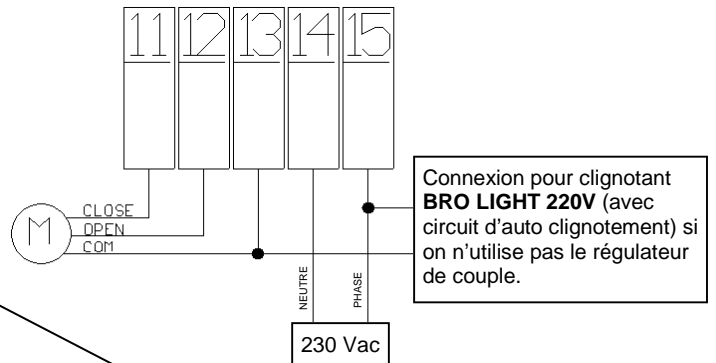 11 12 13 14 15
CLOSE
OPEN
COM
M
NEUTRE
PHASE
230 Vac
Connexion pour clignotant
BRO LIGHT 220V (avec
circuit d'auto clignotement) si
on n'utilise pas le régulateur
de couple.